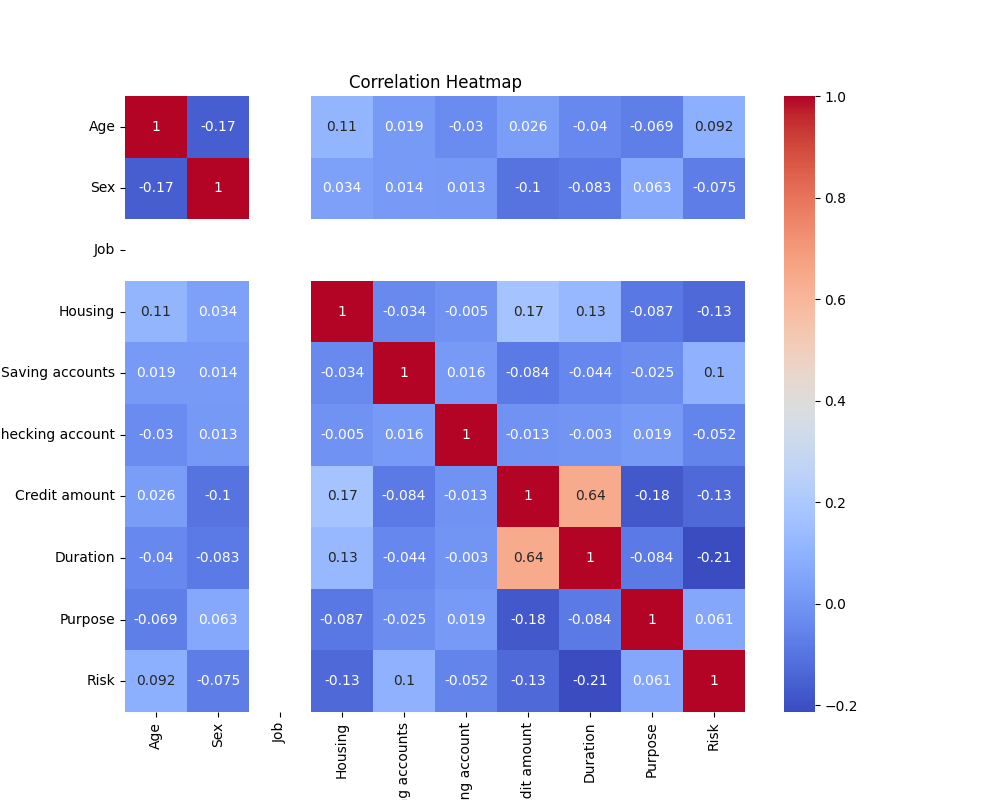 Correlation Heatmap
Age 1 -0.17 0.11 0.019 -0.03 0.026 -0.04 -0.069 0.092
Sex -0.17 1 0.034 0.014 0.013 -0.1 -0.083 0.063 -0.075
Job
Housing 0.11 0.034 1 -0.034 -0.005 0.17 0.13 -0.087 -0.13
Saving accounts 0.019 0.014 -0.034 1 0.016 -0.084 -0.044 -0.025 0.1
hecking account -0.03 0.013 -0.005 0.016 1 -0.013 -0.003 0.019 -0.052
Credit amount 0.026 -0.1 0.17 -0.084 -0.013 1 0.64 -0.18 -0.13
Duration -0.04 -0.083 0.13 -0.044 -0.003 0.64 1 -0.084 -0.21
Purpose -0.069 0.063 -0.087 -0.025 0.019 -0.18 -0.084 1 0.061
Risk 0.092 -0.075 -0.13 0.1 -0.052 -0.13 -0.21 0.061 1
Age
Sex
Job
Housing
g accounts
ng account
dit amount
Duration
Purpose
Risk
1.0
0.8
0.6
0.4
0.2
0.0
−0.2